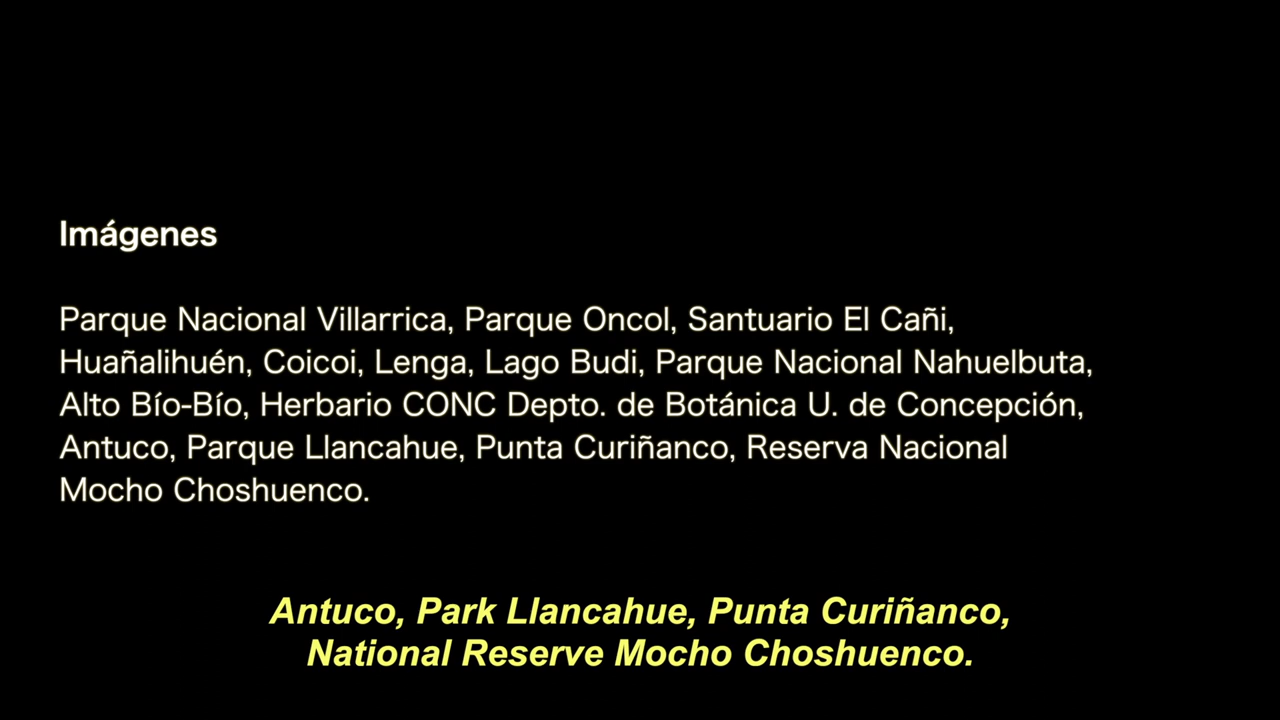 Imágenes
Parque Nacional Villarrica, Parque Oncol, Santuario El Cañi,
Huañalihuén, Coicoi, Lenga, Lago Budi, Parque Nacional Nahuelbuta,
Alto Bío-Bío, Herbario CONC Depto. de Botánica U. de Concepción,
Antuco, Parque Llancahue, Punta Curiñanco, Reserva Nacional
Mocho Choshuenco.
Antuco, Park Llancahue, Punta Curiñanco,
National Reserve Mocho Choshuenco.